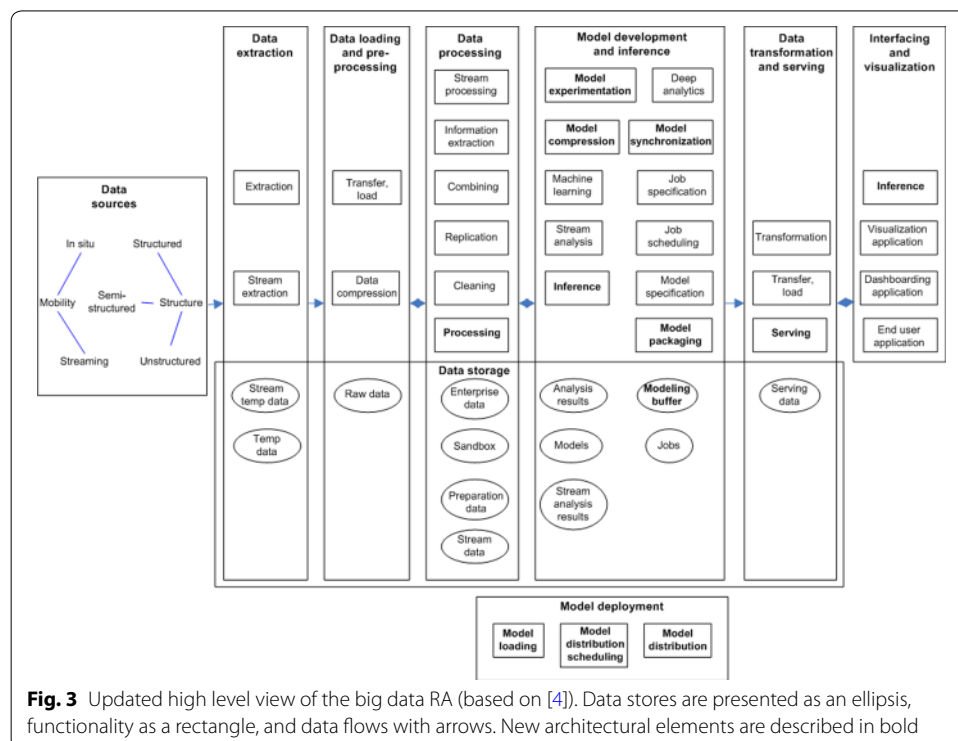 Data
extraction
Data loading
and pre-
processing
Data
processing
Model development
and inference
Data
transformation
and serving
Interfacing
and
visualization
Stream
processing
Model
experimentation
Deep
analytics
Information
extraction
Model
compression
Model
synchronization
Data
sources
In situ
Structured
Mobility
Semi-
structured
Structure
Streaming
Unstructured
Extraction
Transfer,
load
Combining
Machine
learning
Job
specification
Inference
Replication
Stream
analysis
Job
scheduling
Transformation
Visualization
application
Stream
extraction
Data
compression
Cleaning
Inference
Model
specification
Transfer,
load
Dashboarding
application
Processing
Model
packaging
Serving
End user
application
Data storage
Stream
temp data
Raw data
Enterprise
data
Analysis
results
Modeling
buffer
Serving
data
Temp
data
Sandbox
Models
Jobs
Preparation
data
Stream
analysis
results
Stream
data
Model deployment
Model
loading
Model
distribution
scheduling
Model
distribution
Fig. 3 Updated high level view of the big data RA (based on [4]). Data stores are presented as an ellipsis,
functionality as a rectangle, and data flows with arrows. New architectural elements are described in bold